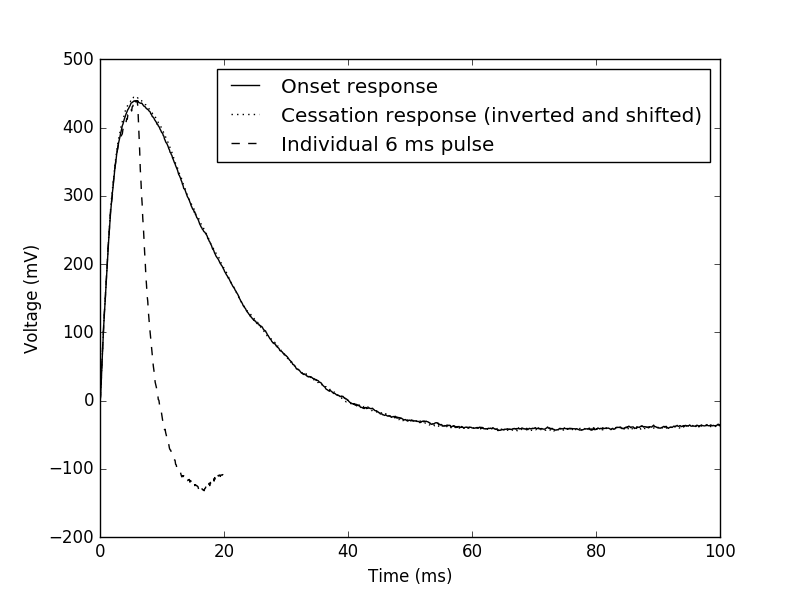 500
400
300
200
100
0
−100
−200
Voltage (mV)
Onset response
Cessation response (inverted and shifted)
Individual 6 ms pulse
0 20 40 60 80 100
Time (ms)